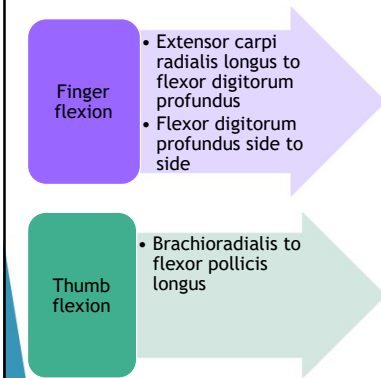 Finger
flexion
• Extensor carpi
radialis longus to
flexor digitorum
profundus
• Flexor digitorum
profundus side to
side
Thumb
flexion
• Brachioradialis to
flexor pollicis
longus